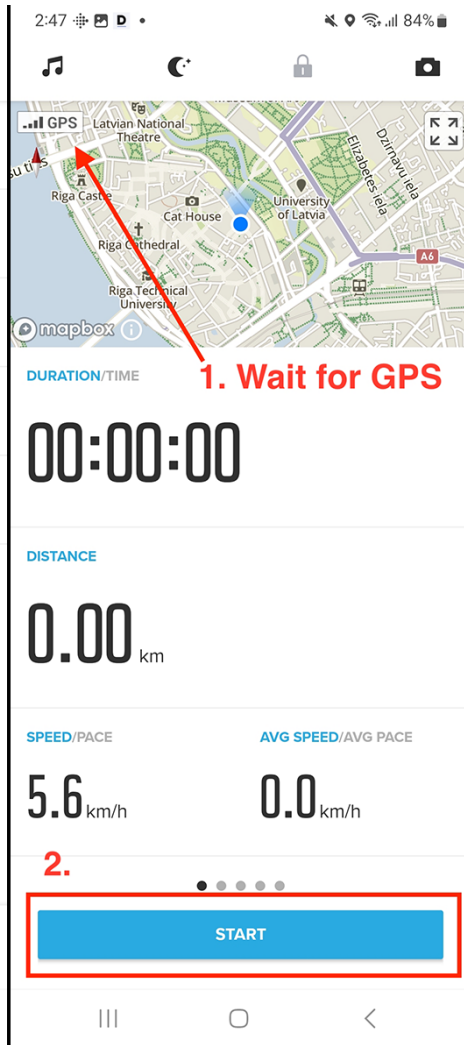 2:47
D
84%
GPS
Latvian National
Theatre
Riga Castle
Cat House
University
of Latvia
Elizabetes iela
Dzirnavu iela
Riga Cathedral
A6
Riga Technical
University
mapbox
1. Wait for GPS
DURATION/TIME
00:00:00
DISTANCE
0.00 km
SPEED/PACE
AVG SPEED/AVG PACE
5.6 km/h
0.0 km/h
2.
START